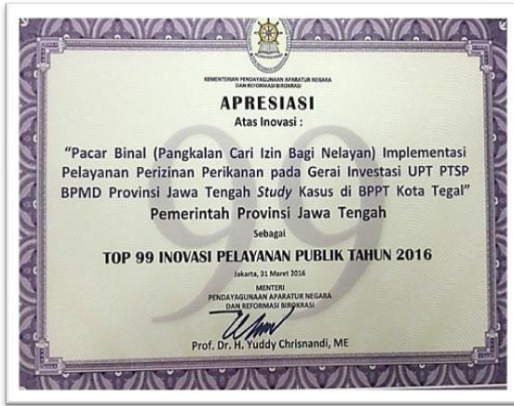 KEMENTERIAN PENDAYAGUNAAN APARATUR NEGARA
DAN REFORMASI BIROKRASI
APRESIASI
Atas Inovasi :
99
"Pacar Binal (Pangkalan Cari Izin Bagi Nelayan) Implementasi
Pelayanan Perizinan Perikanan pada Gerai Investasi UPT PTSP
BPMD Provinsi Jawa Tengah Study Kasus di BPPT Kota Tegal"
Pemerintah Provinsi Jawa Tengah
Sebagai
TOP 99 INOVASI PELAYANAN PUBLIK TAHUN 2016
Jakarta, 31 Maret 2016
MENTERI
PENDAYAGUNAAN APARATUR NEGARA
DAN REFORMASI BIROKRASI
Prof. Dr. H. Yuddy Chrisnandi, ME